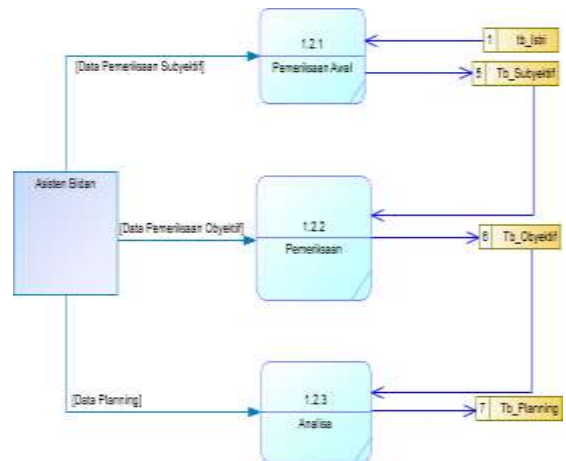 1.2.1
Pemeriksaan Awal
1 tb_Istri
5 Tb_Subyektif
[Data Pemeriksaan Subyektif]
Asisten Bidan
[Data Pemeriksaan Obyektif]
1.2.2
Pemeriksaan
6 Tb_Obyektif
[Data Planning]
1.2.3
Analisa
7 Tb_Planning